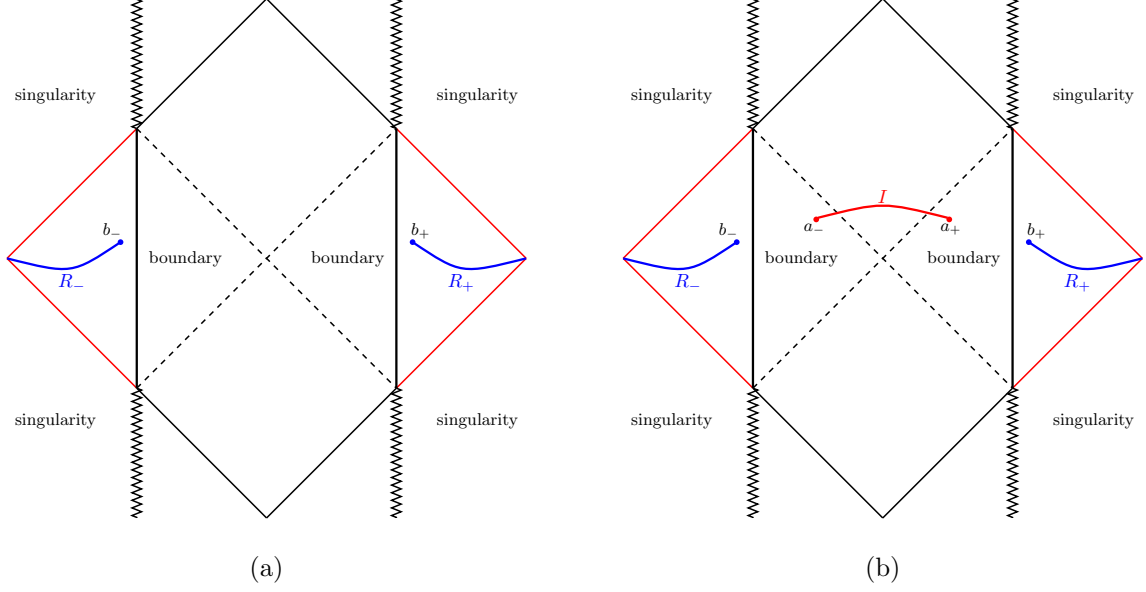 singularity singularity singularity singularity
I
b₋ b₊ b₋ a₋ a₊ b₊
boundary boundary boundary boundary
R₋ R₊ R₋ R₊
singularity singularity singularity singularity
(a) (b)